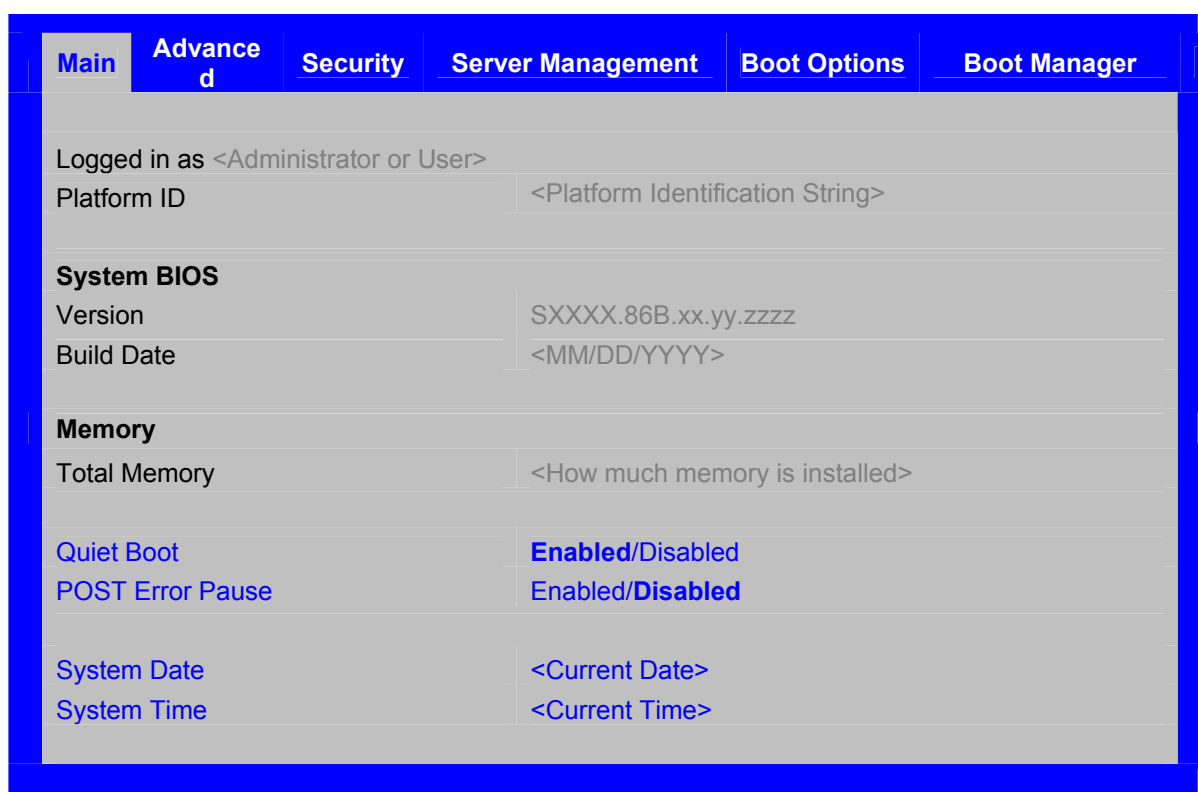 Main Advance
d Security Server Management Boot Options Boot Manager
Logged in as <Administrator or User>
Platform ID <Platform Identification String>
System BIOS
Version SXXXX.86B.xx.yy.zzzz
Build Date <MM/DD/YYYY>
Memory
Total Memory <How much memory is installed>
Quiet Boot Enabled/Disabled
POST Error Pause Enabled/Disabled
System Date <Current Date>
System Time <Current Time>